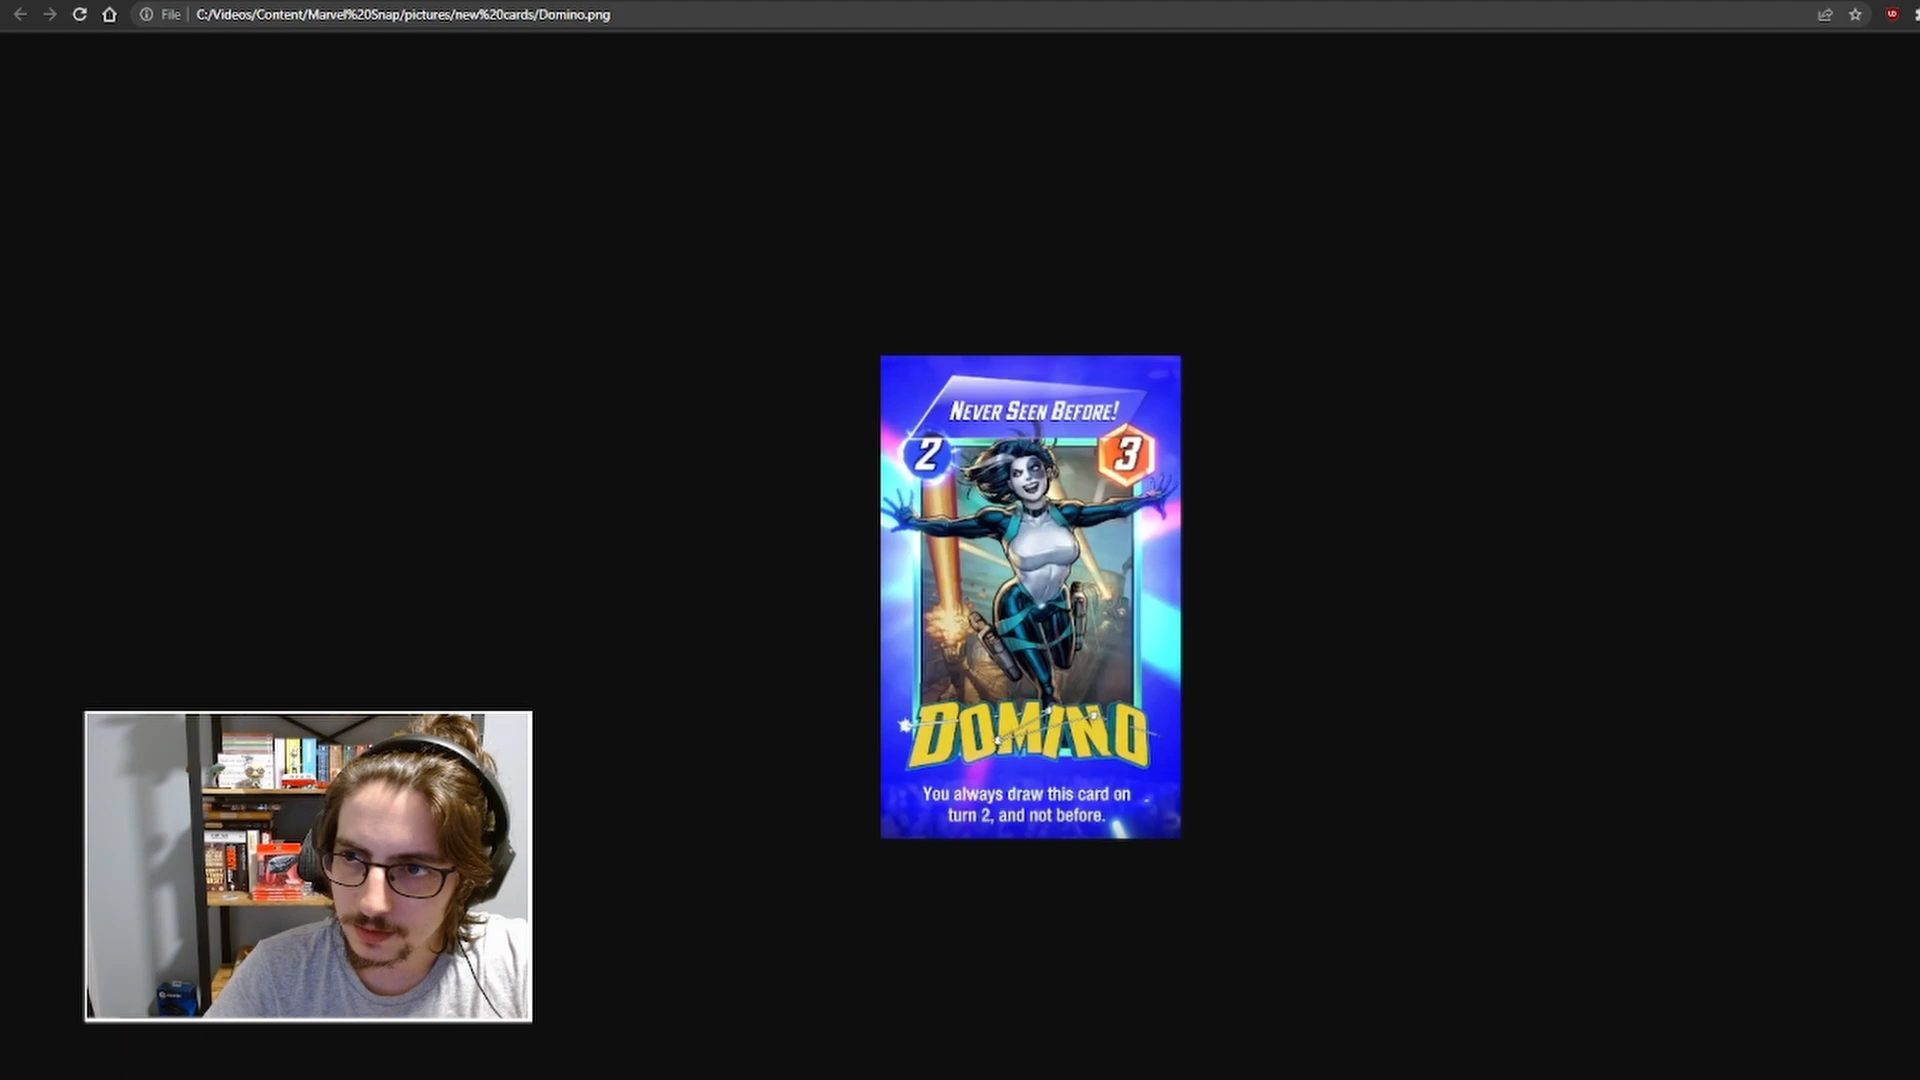 File
C:/Videos/Content/Marvel%20Snap/pictures/new%20cards/Domino.png
NEVER SEEN BEFORE!
2
3
DOMINO
You always draw this card on
turn 2, and not before.